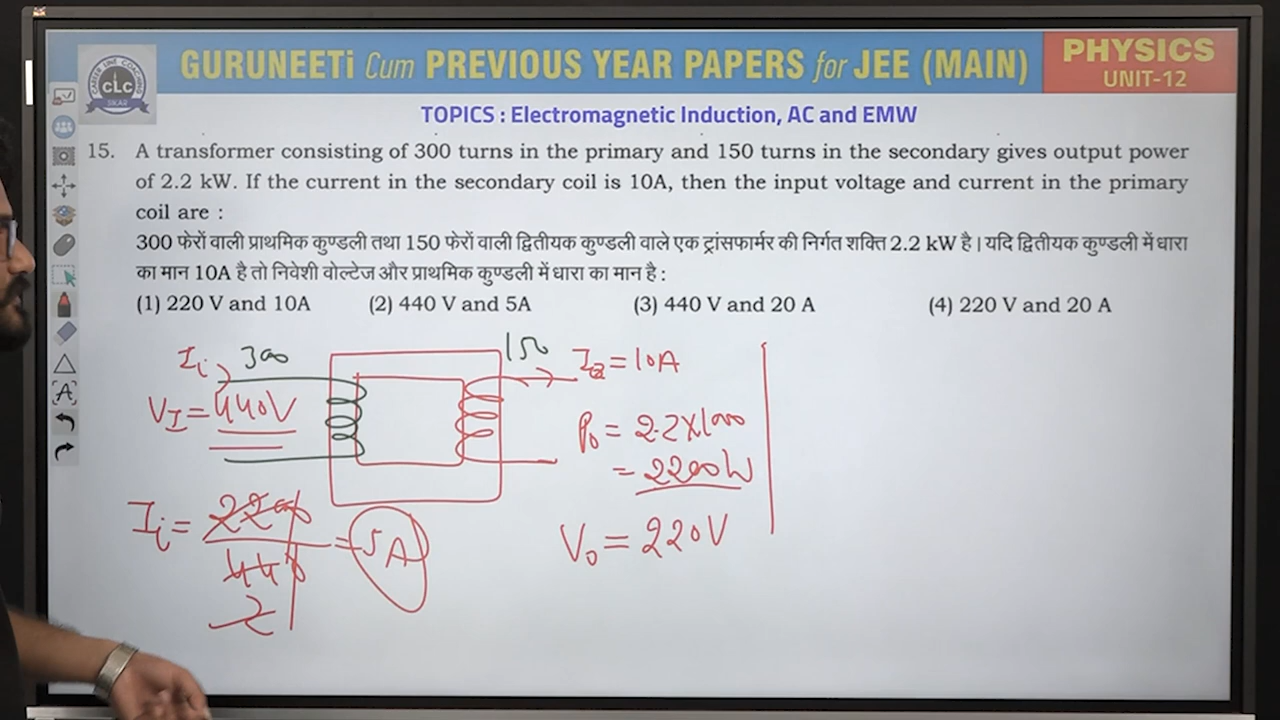 GURUNEETi Cum PREVIOUS YEAR PAPERS for JEE (MAIN)
PHYSICS
UNIT-12
CLC
SIKAR
TOPICS : Electromagnetic Induction, AC and EMW
15. A transformer consisting of 300 turns in the primary and 150 turns in the secondary gives output power
of 2.2 kW. If the current in the secondary coil is 10A, then the input voltage and current in the primary
coil are :
300 फेरों वाली प्राथमिक कुण्डली तथा 150 फेरों वाली द्वितीयक कुण्डली वाले एक ट्रांसफार्मर की निर्गत शक्ति 2.2 kW है। यदि द्वितीयक कुण्डली में धारा
का मान 10A है तो निवेशी वोल्टेज और प्राथमिक कुण्डली में धारा का मान है :
(1) 220 V and 10A (2) 440 V and 5A (3) 440 V and 20 A (4) 220 V and 20 A
Ii 300 150 I2 = 10A
VI = 440V
P0 = 2.2x1000
= 2200W
Ii = 2200/440 = 5A
2
V0 = 220V
A